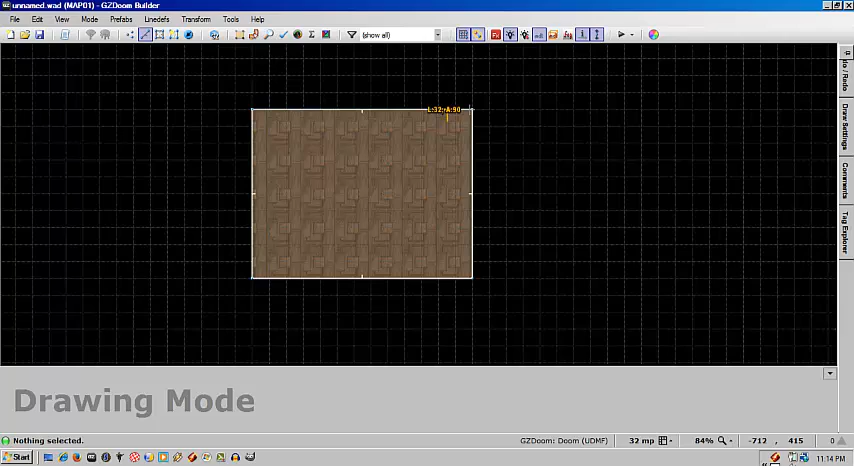 unnamed.wad (MAP01) - GZDoom Builder
File Edit View Mode Prefabs Linedefs Transform Tools Help
(show all)
L:32; A:90
Draw Settings
Comments
Tag Explorer
Drawing Mode
Nothing selected.
GZDoom: Doom (UDMF)
32 mp
84%
-712 , 415
0
Start
11:14 PM